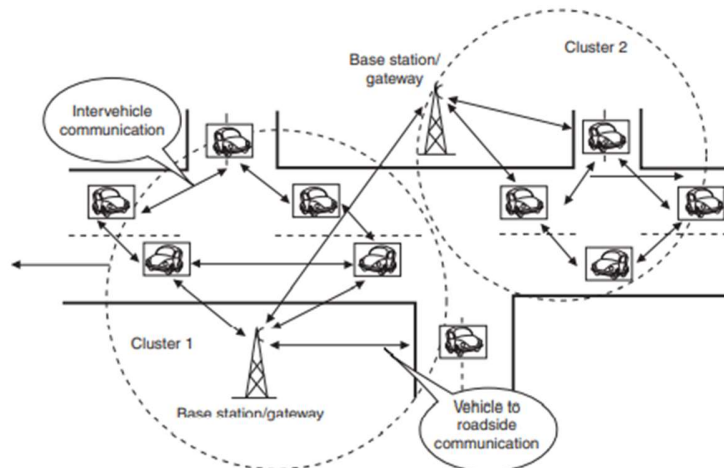 Base station/
gateway
Cluster 2
Intervehicle
communication
Cluster 1
Base station/gateway
Vehicle to
roadside
communication